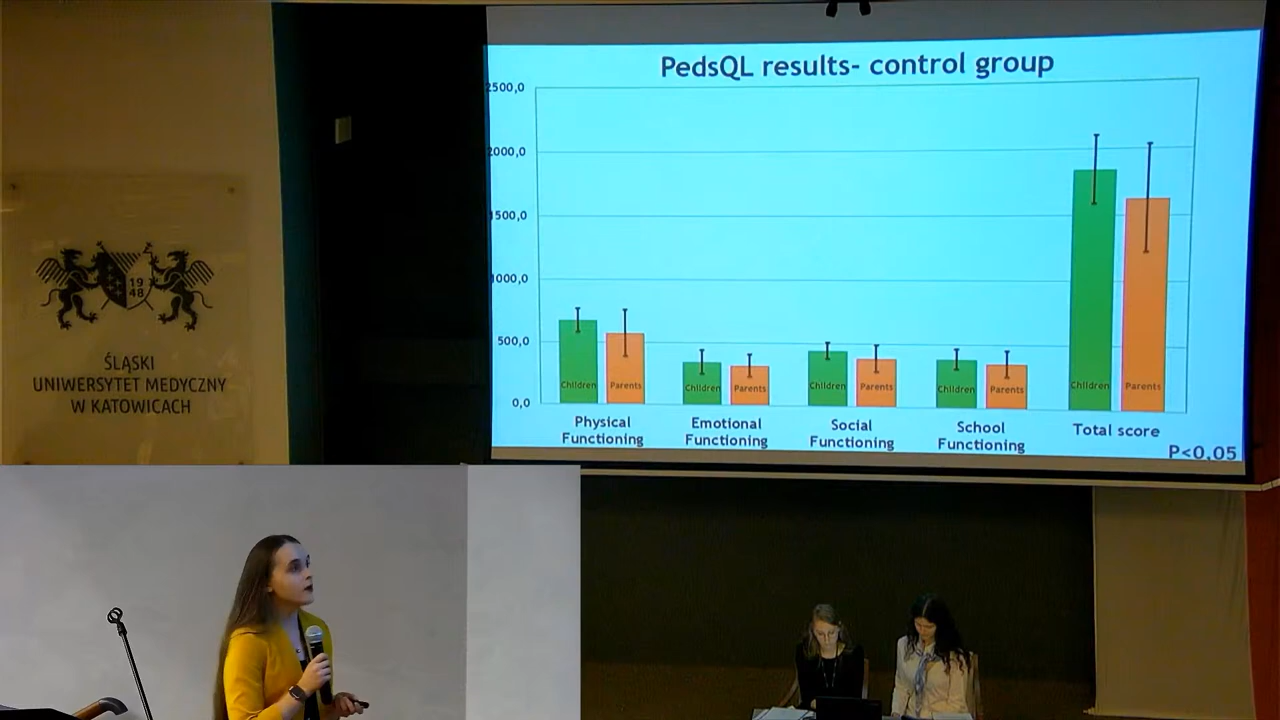 PedsQL results- control group
2500,0
2000,0
1500,0
1000,0
500,0
0,0
Children
Parents
Children
Parents
Children
Parents
Children
Parents
Children
Parents
Physical
Functioning
Emotional
Functioning
Social
Functioning
School
Functioning
Total score
P<0,05
19
48
ŚLĄSKI
UNIWERSYTET MEDYCZNY
W KATOWICACH